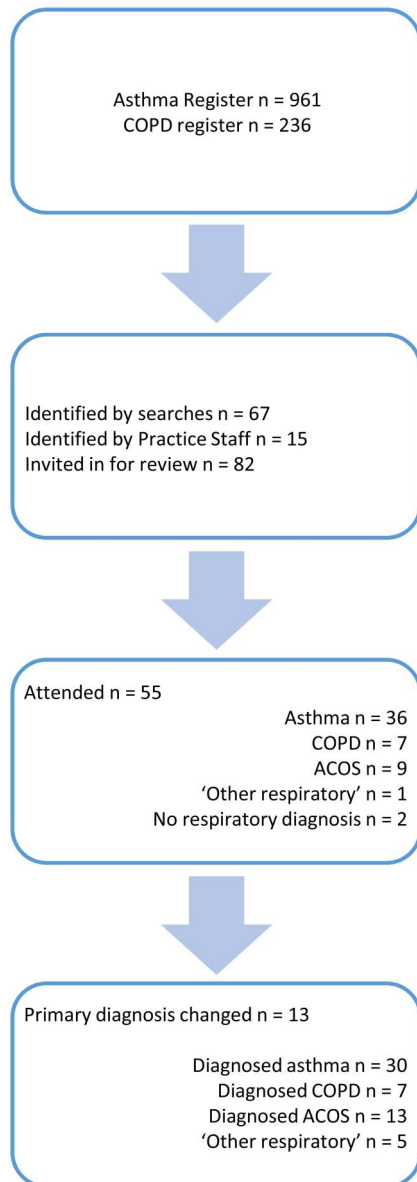 Asthma Register n = 961
COPD register n = 236
Identified by searches n = 67
Identified by Practice Staff n = 15
Invited in for review n = 82
Attended n = 55
Asthma n = 36
COPD n = 7
ACOS n = 9
‘Other respiratory’ n = 1
No respiratory diagnosis n = 2
Primary diagnosis changed n = 13
Diagnosed asthma n = 30
Diagnosed COPD n = 7
Diagnosed ACOS n = 13
‘Other respiratory’ n = 5